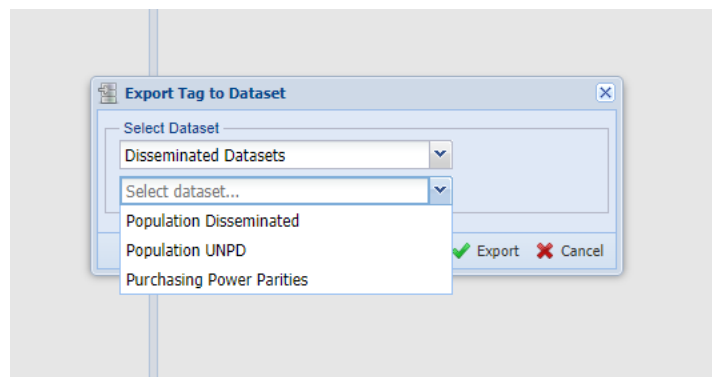 Export Tag to Dataset
Select Dataset
Disseminated Datasets
Select dataset...
Population Disseminated
Population UNPD
Purchasing Power Parities
Export Cancel